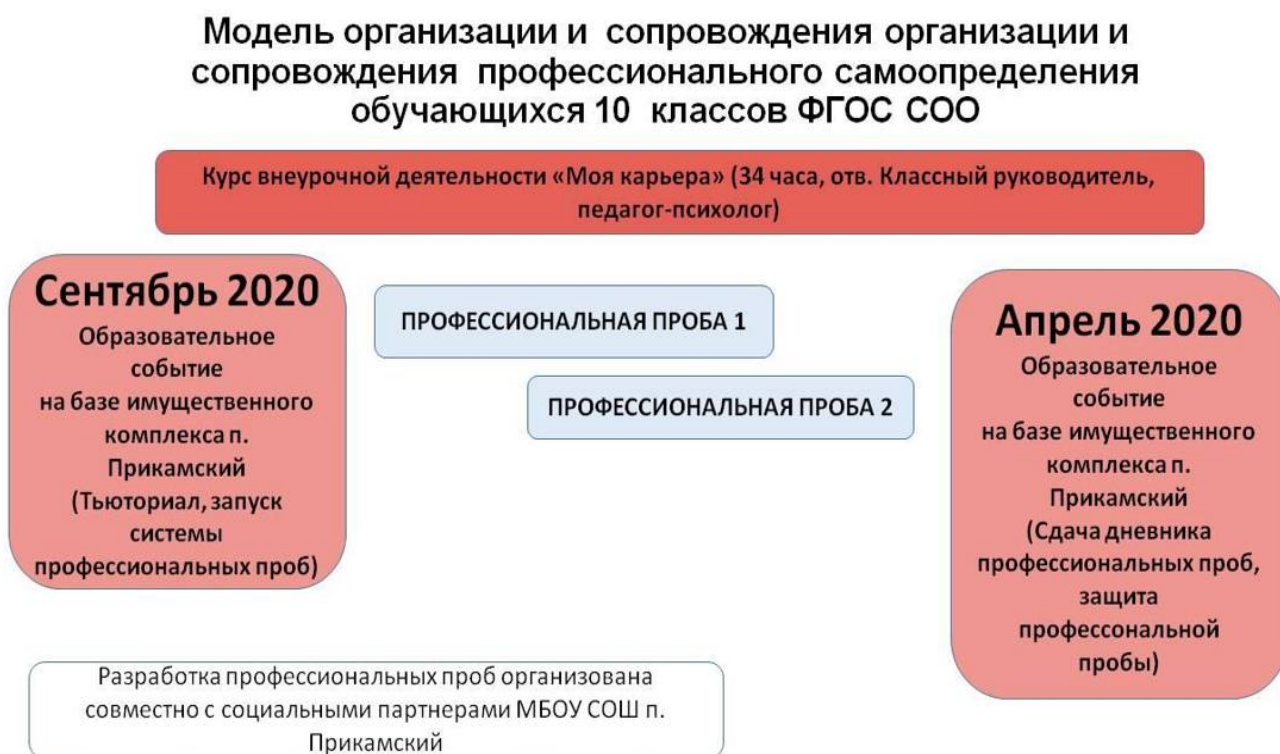 Модель организации и сопровождения организации и
сопровождения профессионального самоопределения
обучающихся 10 классов ФГОС СОО
Курс внеурочной деятельности «Моя карьера» (34 часа, отв. Классный руководитель,
педагог-психолог)
Сентябрь 2020
Образовательное
событие
на базе имущественного
комплекса п.
Прикамский
(Тьюториал, запуск
системы
профессиональных проб)
ПРОФЕССИОНАЛЬНАЯ ПРОБА 1
ПРОФЕССИОНАЛЬНАЯ ПРОБА 2
Апрель 2020
Образовательное
событие
на базе имущественного
комплекса п.
Прикамский
(Сдача дневника
профессиональных проб,
защита
профессональной
пробы)
Разработка профессиональных проб организована
совместно с социальными партнерами МБОУ СОШ п.
Прикамский